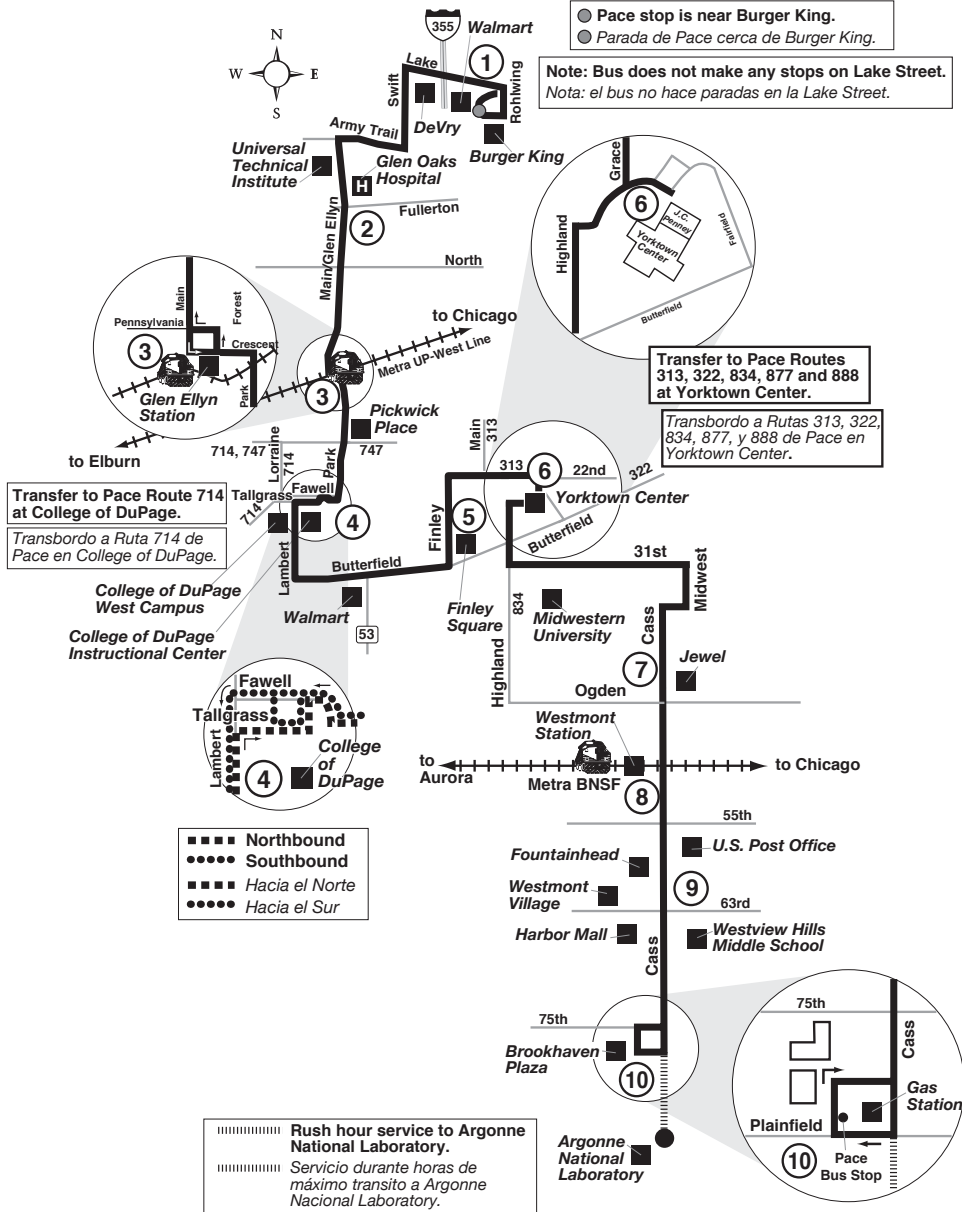 Pace stop is near Burger King.
Parada de Pace cerca de Burger King.
Note: Bus does not make any stops on Lake Street.
Nota: el bus no hace paradas en la Lake Street.
N
W
E
S
355
Walmart
Lake
1
Swift
Rohlwing
DeVry
Burger King
Army Trail
Universal
Technical
Institute
H
Glen Oaks
Hospital
Fullerton
2
Main/Glen Ellyn
North
Grace
6
J.C.
Penney
Highland
Yorktown
Center
Fairfield
Butterfield
Main
Forest
Pennsylvania
Crescent
3
Park
Glen Ellyn
Station
to Chicago
Metra UP-West Line
3
to Elburn
Transfer to Pace Routes
313, 322, 834, 877 and 888
at Yorktown Center.
Transbordo a Rutas 313, 322,
834, 877, y 888 de Pace en
Yorktown Center.
Pickwick
Place
714, 747
747
Lorraine
714
Park
Main
313
313
6
22nd
322
Yorktown Center
Transfer to Pace Route 714
at College of DuPage.
Transbordo a Ruta 714 de
Pace en College of DuPage.
Tallgrass
Fawell
714
4
Lambert
Butterfield
Finley
5
Butterfield
31st
Midwest
College of DuPage
West Campus
Walmart
53
Finley
Square
834
Highland
Midwestern
University
Cass
College of DuPage
Instructional Center
7
Jewel
Ogden
Fawell
Tallgrass
Lambert
4
College
of
DuPage
Westmont
Station
to
Aurora
to Chicago
Metra BNSF
8
55th
Northbound
Southbound
Hacia el Norte
Hacia el Sur
U.S. Post Office
Fountainhead
Westmont
Village
9
63rd
Harbor Mall
Westview Hills
Middle School
Cass
75th
Brookhaven
Plaza
10
75th
Cass
Gas
Station
Plainfield
10
Pace
Bus Stop
Argonne
National
Laboratory
Rush hour service to Argonne
National Laboratory.
Servicio durante horas de
máximo transito a Argonne
Nacional Laboratory.